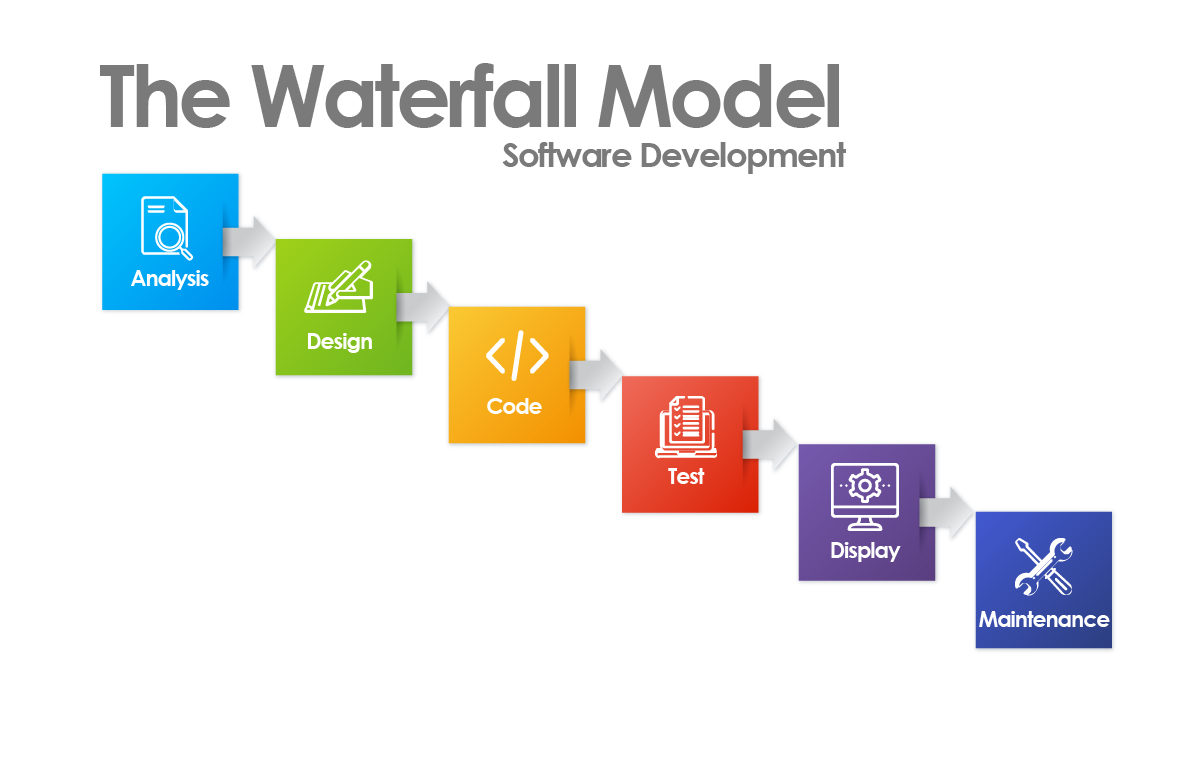 The Waterfall Model
Software Development
Analysis
Design
Code
Test
Display
Maintenance